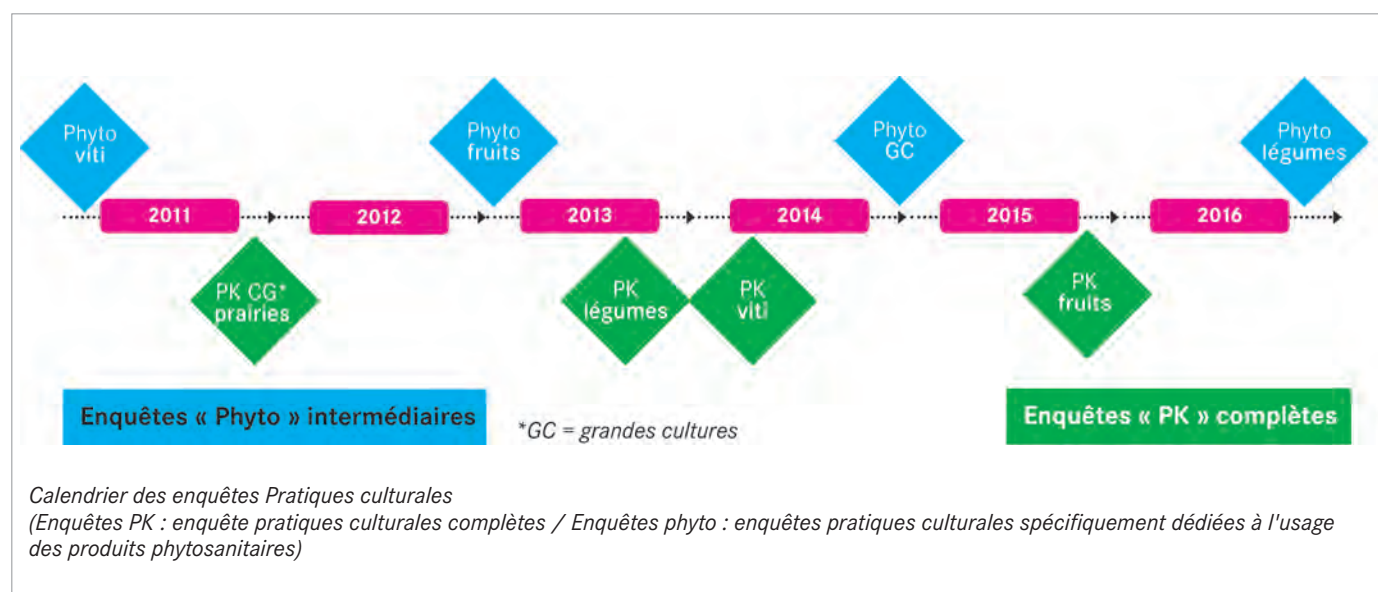 Phyto
viti
Phyto
fruits
Phyto
GC
Phyto
légumes
2011
2012
2013
2014
2015
2016
PK CG*
prairies
PK
légumes
PK
viti
PK
fruits
Enquêtes « Phyto » intermédiaires
*GC = grandes cultures
Enquêtes « PK » complètes
Calendrier des enquêtes Pratiques culturales
(Enquêtes PK : enquête pratiques culturales complètes / Enquêtes phyto : enquêtes pratiques culturales spécifiquement dédiées à l'usage
des produits phytosanitaires)